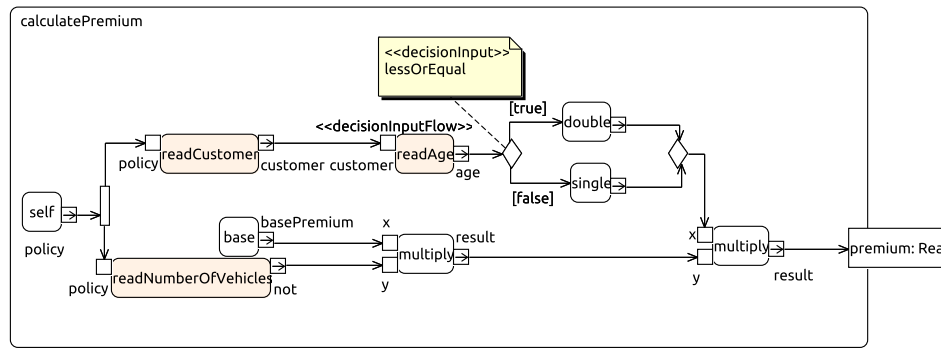 calculatePremium
<<decisionInput>>
lessOrEqual
[true]
double
<<decisionInputFlow>>
readCustomer
readAge
policy
customer
customer
age
single
[false]
self
policy
basePremium
base
x
result
multiply
x
multiply
premium: Rea
readNumberOfVehicles
policy
not
y
y
result